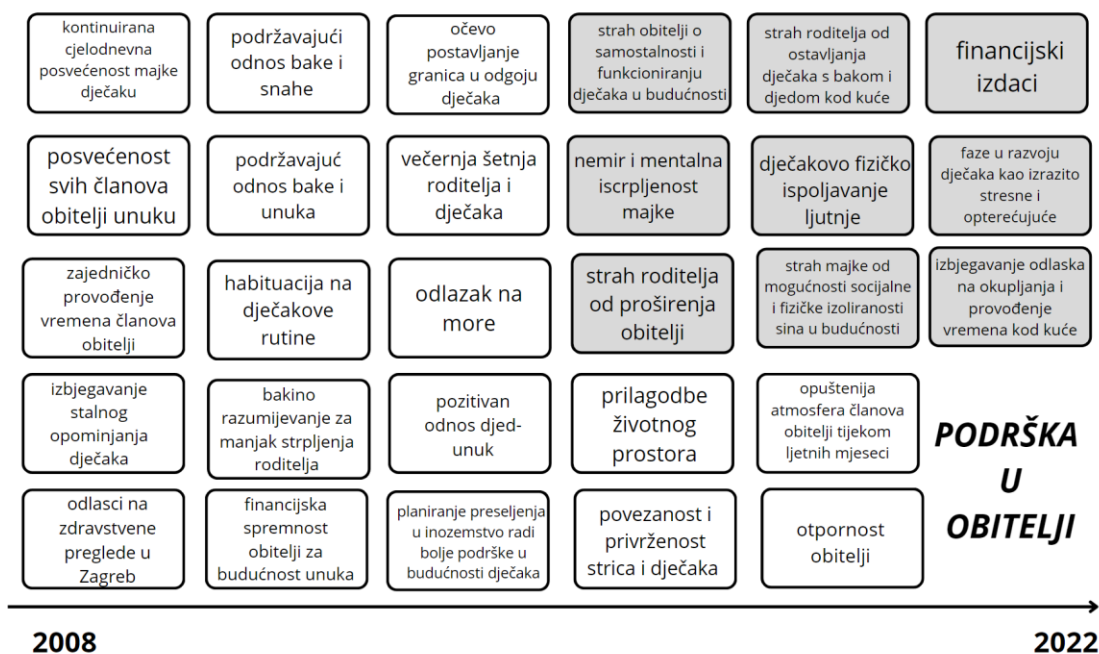 kontinuirana
cjelodnevna
posvećenost majke
dječaku
podržavajući
odnos bake i
snahe
očevo
postavljanje
granica u odgoju
dječaka
strah obitelji o
samostalnosti i
funkcioniranju
dječaka u budućnosti
strah roditelja od
ostavljanja
dječaka s bakom i
djedom kod kuće
financijski
izdaci
posvećenost
svih članova
obitelji unuku
podržavajuć
odnos bake i
unuka
večernja šetnja
roditelja i
dječaka
nemir i mentalna
iscrpljenost
majke
dječakovo fizičko
ispoljavanje
ljutnje
faze u razvoju
dječaka kao izrazito
stresne i
opterećujuće
zajedničko
provođenje
vremena članova
obitelji
habituacija na
dječakove
rutine
odlazak na
more
strah roditelja
od proširenja
obitelji
strah majke od
mogućnosti socijalne
i fizičke izoliranosti
sina u budućnosti
izbjegavanje odlaska
na okupljanja i
provođenje
vremena kod kuće
izbjegavanje
stalnog
opominjanja
dječaka
bakino
razumijevanje za
manjak strpljenja
roditelja
pozitivan
odnos djed-
unuk
prilagodbe
životnog
prostora
opuštenija
atmosfera članova
obitelji tijekom
ljetnih mjeseci
PODRŠKA
U
OBITELJI
odlasci na
zdravstvene
preglede u
Zagreb
financijska
spremnost
obitelji za
budućnost unuka
planiranje preseljenja
u inozemstvo radi
bolje podrške u
budućnosti dječaka
povezanost i
privrženost
strica i dječaka
otpornost
obitelji
2008
2022